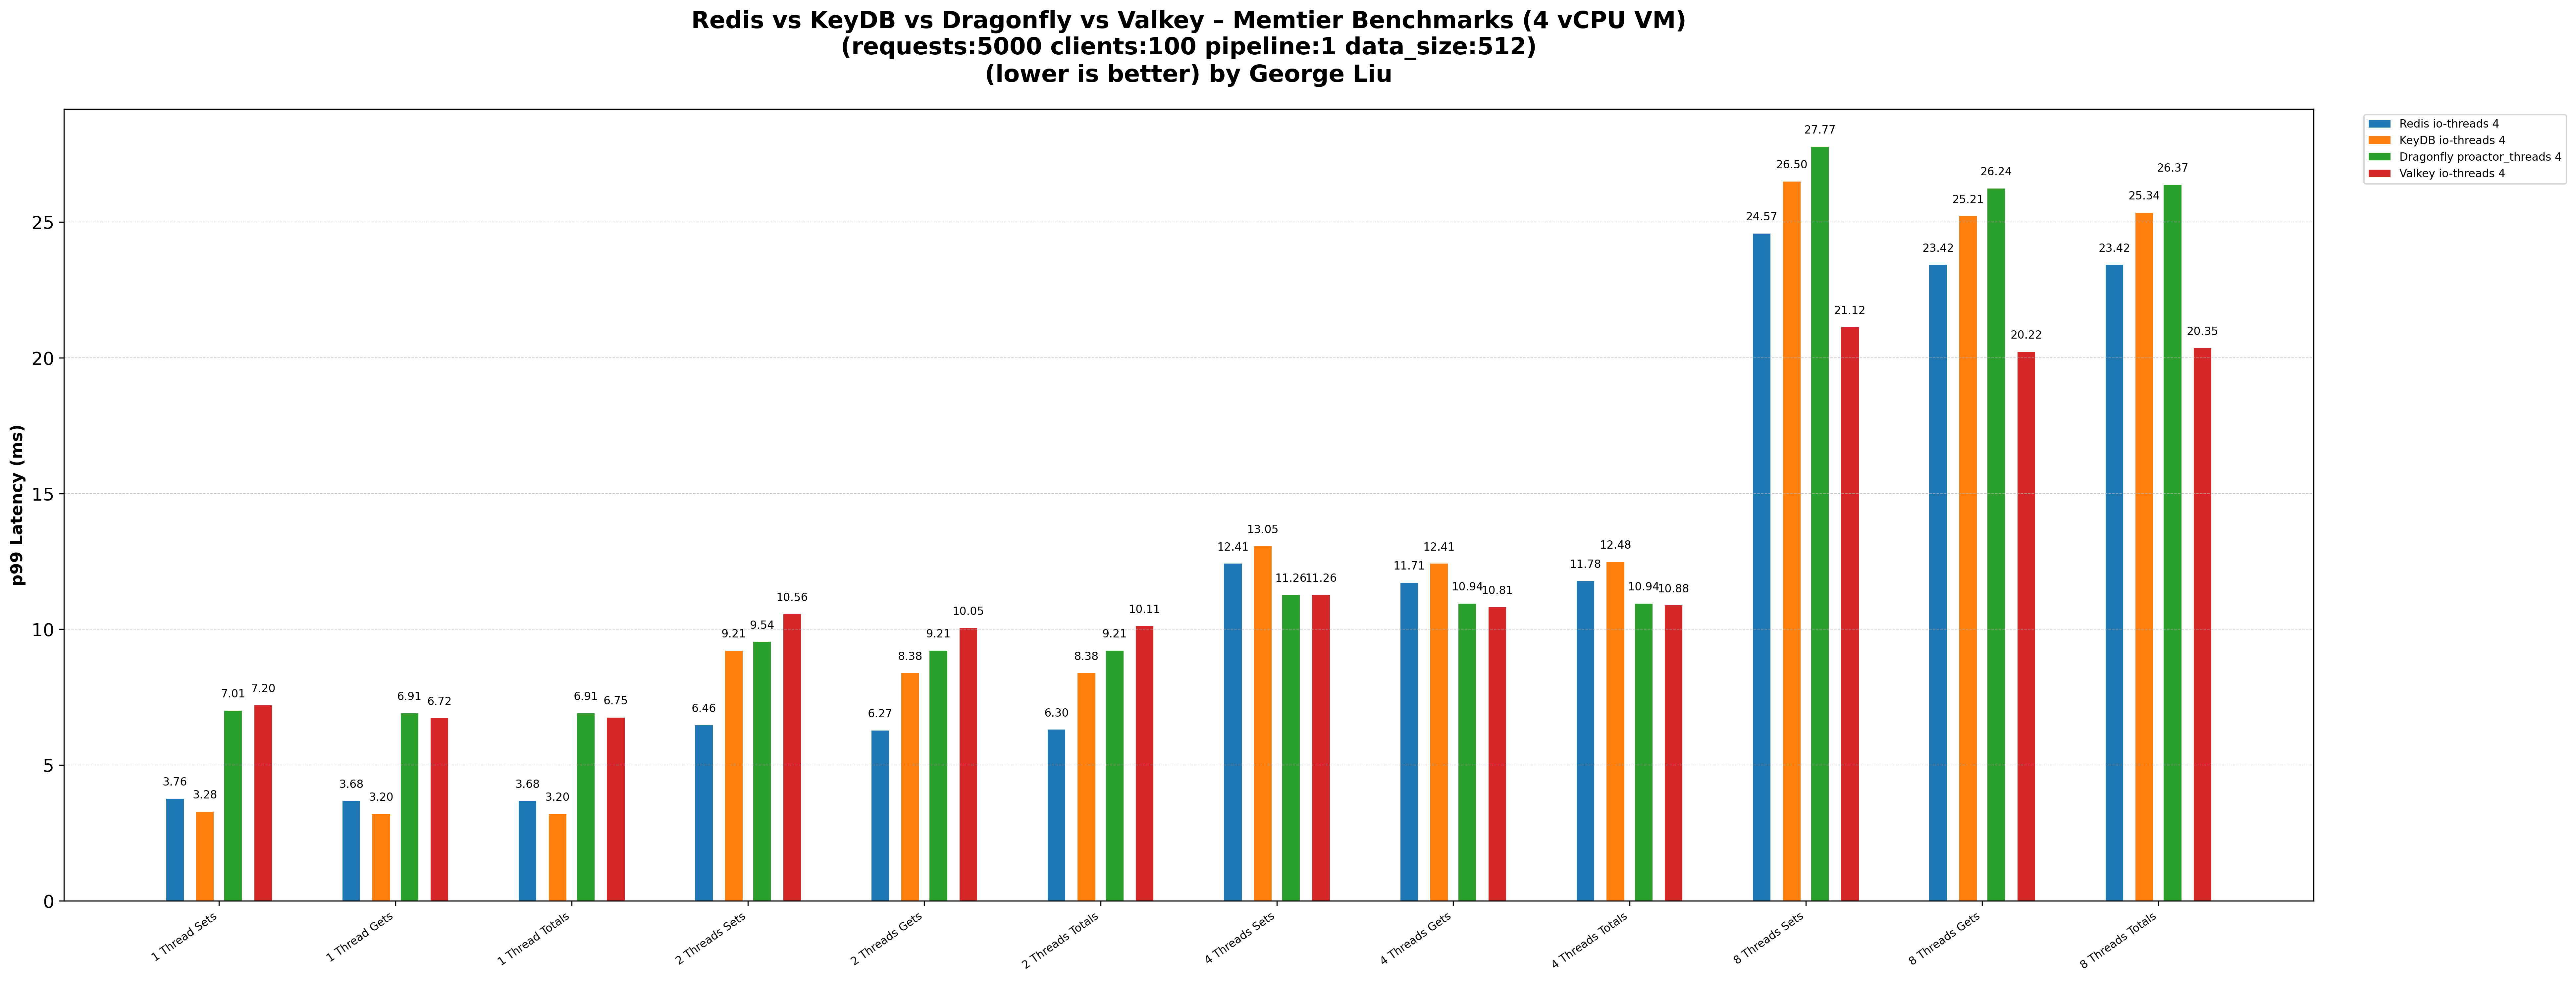 Redis vs KeyDB vs Dragonfly vs Valkey – Memtier Benchmarks (4 vCPU VM)
(requests:5000 clients:100 pipeline:1 data_size:512)
(lower is better) by George Liu
Redis io-threads 4
KeyDB io-threads 4
Dragonfly proactor_threads 4
Valkey io-threads 4
p99 Latency (ms)
25
20
15
10
5
0
3.76 3.28 7.01 7.20
3.68 3.20 6.91 6.72
3.68 3.20 6.91 6.75
6.46 9.21 9.54 10.56
6.27 8.38 9.21 10.05
6.30 8.38 9.21 10.11
12.41 13.05 11.26 11.26
11.71 12.41 10.94 10.81
11.78 12.48 10.94 10.88
24.57 26.50 27.77 21.12
23.42 25.21 26.24 20.22
23.42 25.34 26.37 20.35
1 Thread Sets
1 Thread Gets
1 Thread Totals
2 Threads Sets
2 Threads Gets
2 Threads Totals
4 Threads Sets
4 Threads Gets
4 Threads Totals
8 Threads Sets
8 Threads Gets
8 Threads Totals